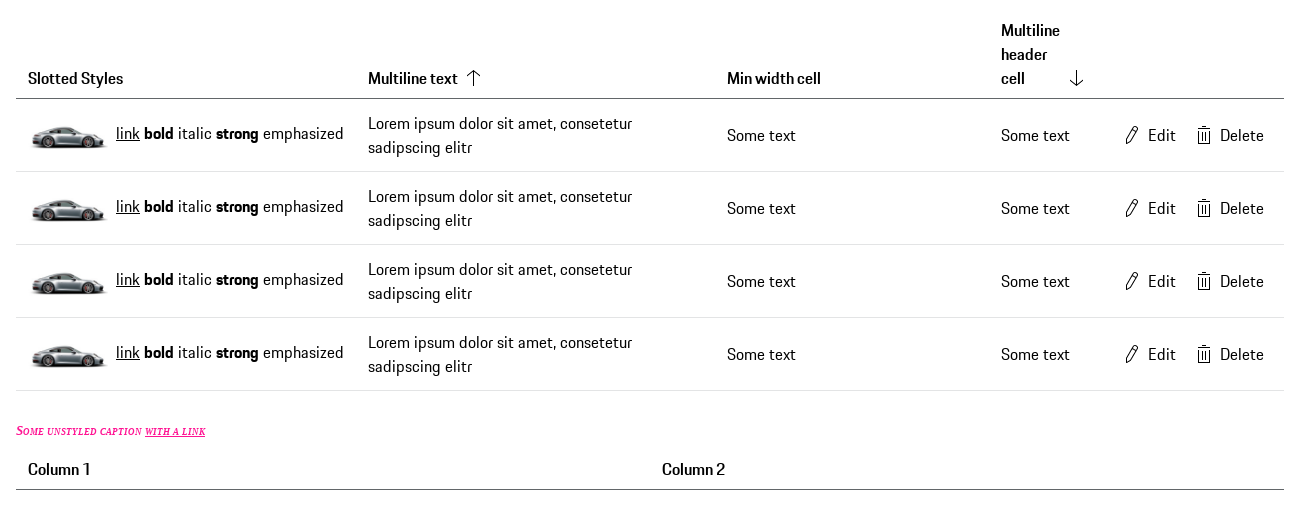 Slotted Styles
Multiline text
Min width cell
Multiline
header
cell
link bold italic strong emphasized
Lorem ipsum dolor sit amet, consetetur
sadipscing elitr
Some text
Some text
Edit
Delete
link bold italic strong emphasized
Lorem ipsum dolor sit amet, consetetur
sadipscing elitr
Some text
Some text
Edit
Delete
link bold italic strong emphasized
Lorem ipsum dolor sit amet, consetetur
sadipscing elitr
Some text
Some text
Edit
Delete
link bold italic strong emphasized
Lorem ipsum dolor sit amet, consetetur
sadipscing elitr
Some text
Some text
Edit
Delete
Some unstyled caption with a link
Column 1
Column 2